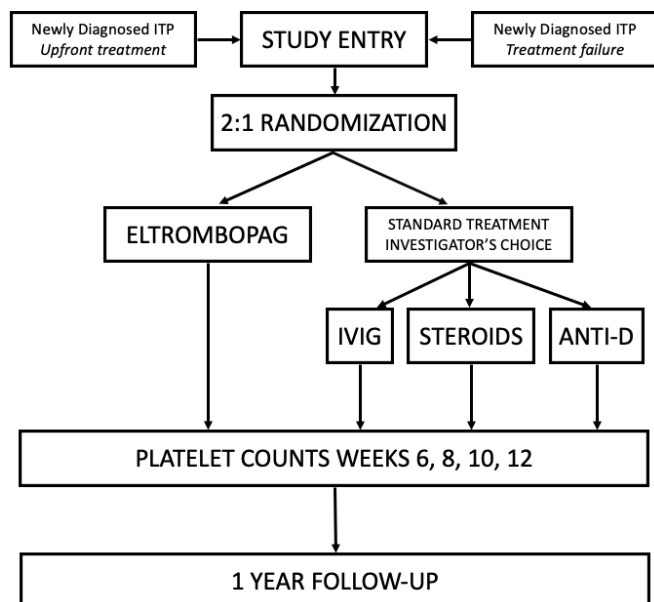 Newly Diagnosed ITP
Upfront treatment
STUDY ENTRY
Newly Diagnosed ITP
Treatment failure
2:1 RANDOMIZATION
ELTROMBOPAG
STANDARD TREATMENT
INVESTIGATOR'S CHOICE
IVIG
STEROIDS
ANTI-D
PLATELET COUNTS WEEKS 6, 8, 10, 12
1 YEAR FOLLOW-UP